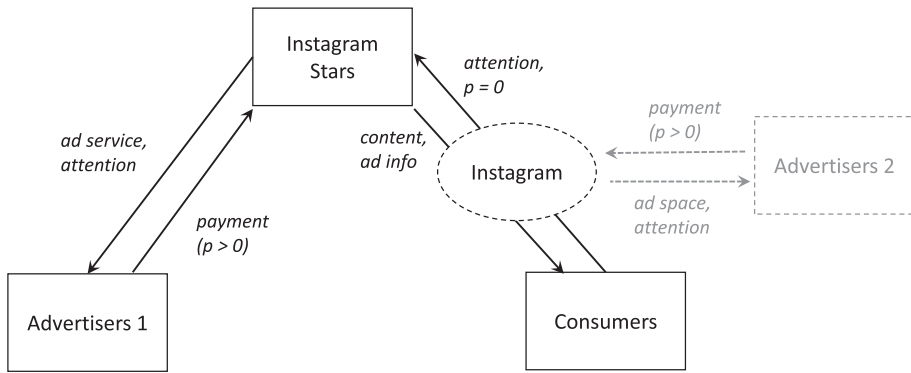 Instagram
Stars
attention,
p = 0
ad service,
attention
content,
ad info
payment
(p > 0)
Instagram
Advertisers 2
ad space,
attention
payment
(p > 0)
Advertisers 1
Consumers